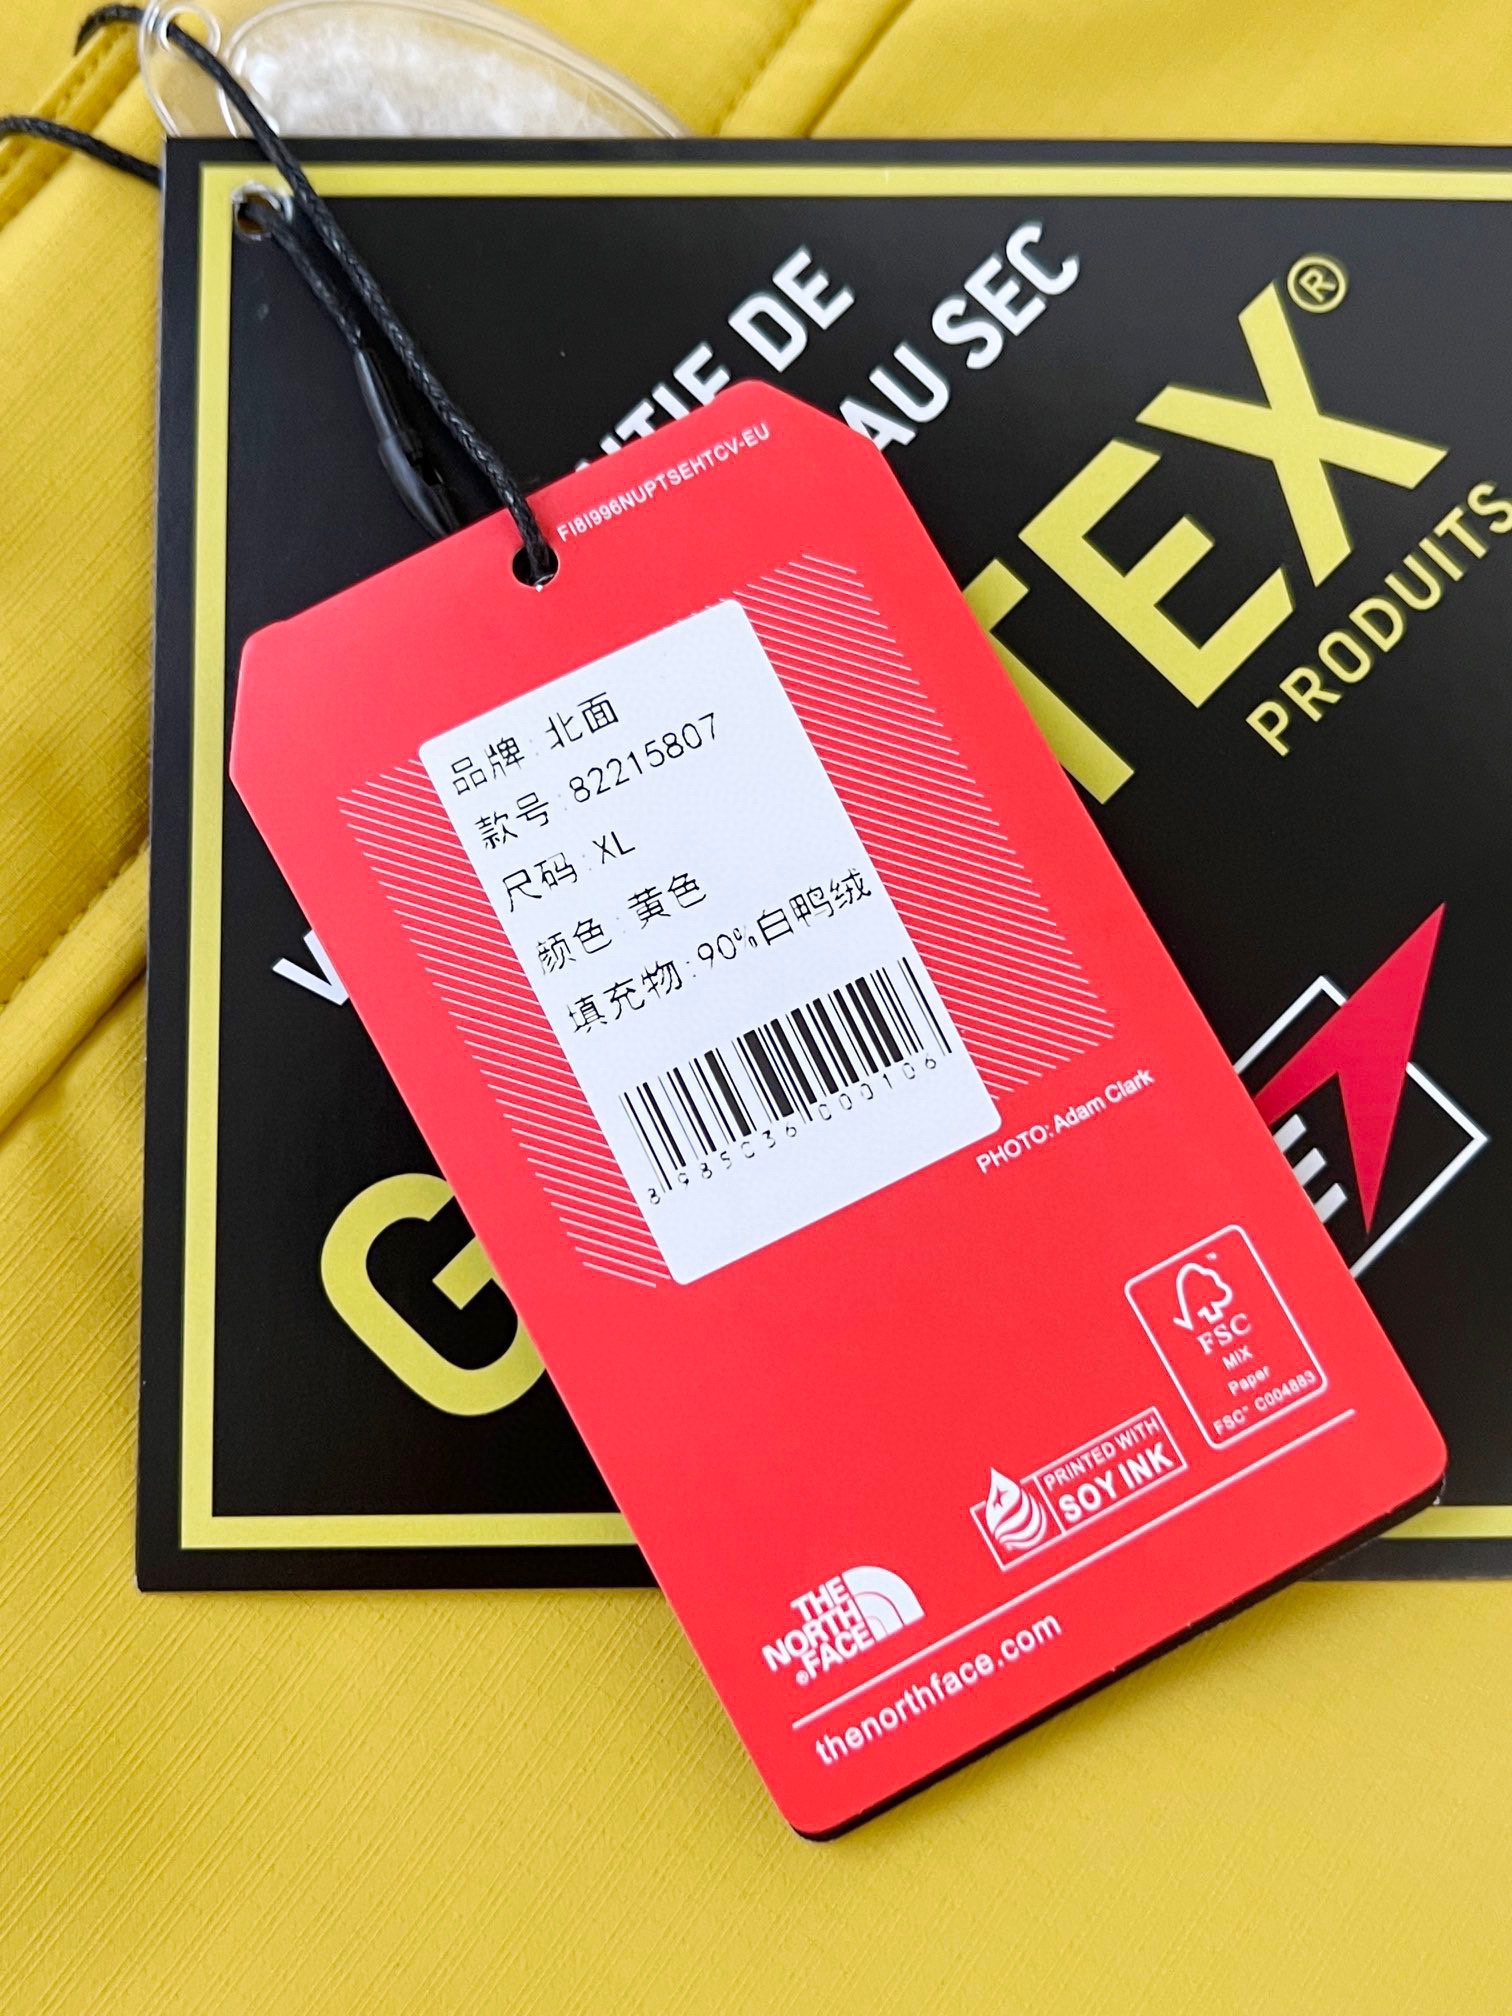 DE
AU SEC
TEX®
PRODUITS
G
FI8I996NUPTSEHTCV-EU
品牌:北面
款号:82215807
尺码:XL
颜色:黄色
填充物:90%白鸭绒
PHOTO: Adam Clark
FSC
MIX
Paper
FSC™ C004883
PRINTED WITH
SOY INK
THE
NORTH
FACE
thenorthface.com